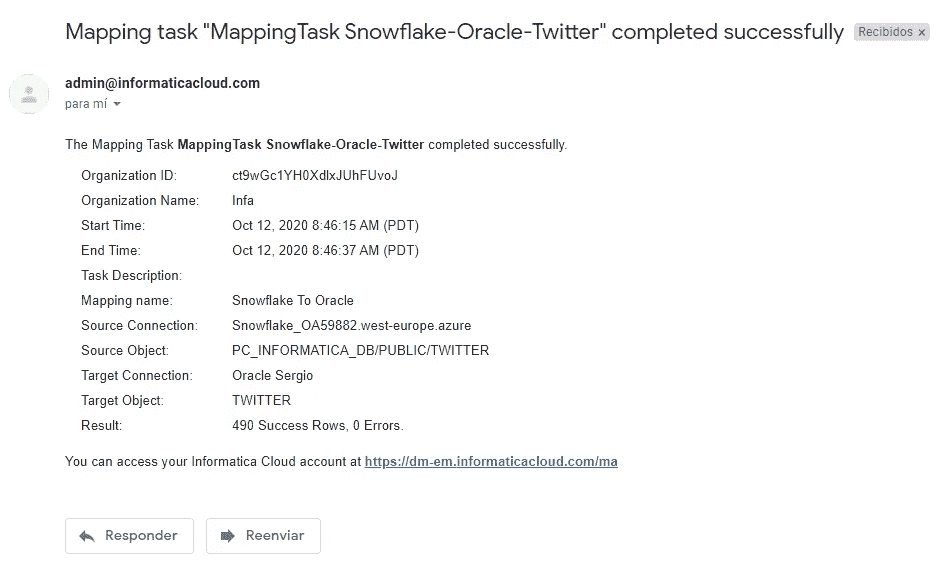 Mapping task "MappingTask Snowflake-Oracle-Twitter" completed successfully Recibidos x
admin@informaticacloud.com
para mí
The Mapping Task MappingTask Snowflake-Oracle-Twitter completed successfully.
Organization ID: ct9wGc1YH0XdlxJUhFUvoJ
Organization Name: Infa
Start Time: Oct 12, 2020 8:46:15 AM (PDT)
End Time: Oct 12, 2020 8:46:37 AM (PDT)
Task Description:
Mapping name: Snowflake To Oracle
Source Connection: Snowflake_OA59882.west-europe.azure
Source Object: PC_INFORMATICA_DB/PUBLIC/TWITTER
Target Connection: Oracle Sergio
Target Object: TWITTER
Result: 490 Success Rows, 0 Errors.
You can access your Informatica Cloud account at https://dm-em.informaticacloud.com/ma
Responder Reenviar